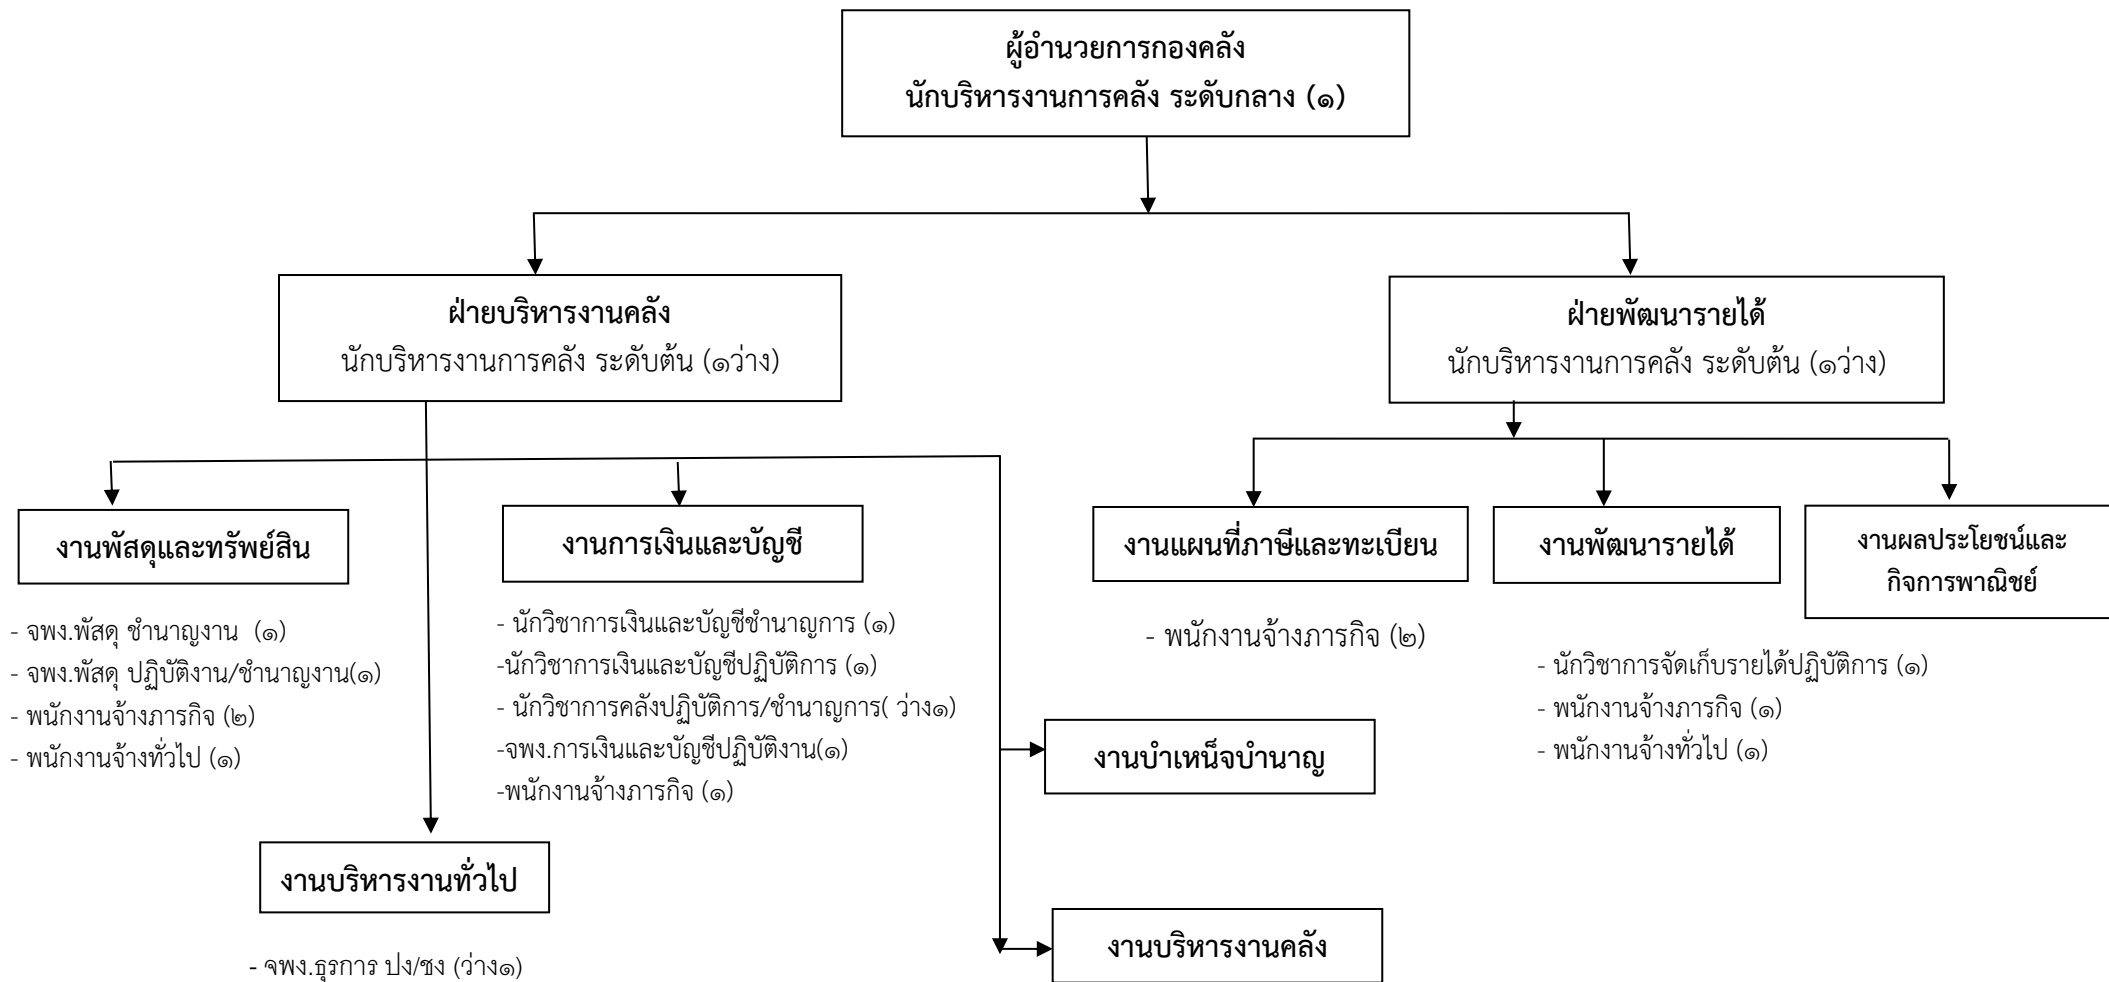 ผู้อำนวยการกองคลัง
นักบริหารงานการคลัง ระดับกลาง (๑)
ฝ่ายบริหารงานคลัง
นักบริหารงานการคลัง ระดับต้น (๑ว่าง)
ฝ่ายพัฒนารายได้
นักบริหารงานการคลัง ระดับต้น (๑ว่าง)
งานพัสดุและทรัพย์สิน
- จพง.พัสดุ ชำนาญงาน  (๑)
- จพง.พัสดุ ปฏิบัติงาน/ชำนาญงาน(๑)
- พนักงานจ้างภารกิจ (๒)
- พนักงานจ้างทั่วไป (๑)
งานการเงินและบัญชี
- นักวิชาการเงินและบัญชีชำนาญการ (๑)
-นักวิชาการเงินและบัญชีปฏิบัติการ (๑)
- นักวิชาการคลังปฏิบัติการ/ชำนาญการ( ว่าง๑)
-จพง.การเงินและบัญชีปฏิบัติงาน(๑)
-พนักงานจ้างภารกิจ (๑)
งานแผนที่ภาษีและทะเบียน
- พนักงานจ้างภารกิจ (๒)
งานพัฒนารายได้
- นักวิชาการจัดเก็บรายได้ปฏิบัติการ (๑)
- พนักงานจ้างภารกิจ (๑)
- พนักงานจ้างทั่วไป (๑)
งานผลประโยชน์และ
กิจการพาณิชย์
งานบำเหน็จบำนาญ
งานบริหารงานทั่วไป
- จพง.ธุรการ ปง/ชง (ว่าง๑)
งานบริหารงานคลัง